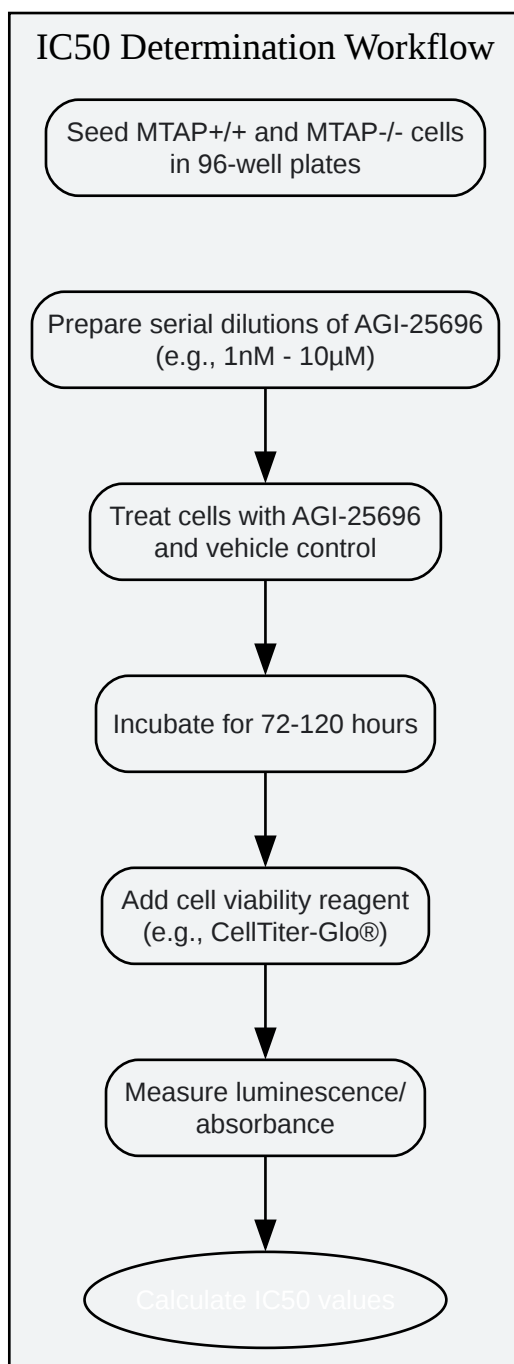 IC50 Determination Workflow
Seed MTAP+/+ and MTAP-/- cells
in 96-well plates
Prepare serial dilutions of AGI-25696
(e.g., 1nM - 10µM)
Treat cells with AGI-25696
and vehicle control
Incubate for 72-120 hours
Add cell viability reagent
(e.g., CellTiter-Glo®)
Measure luminescence/
absorbance
Calculate IC50 values